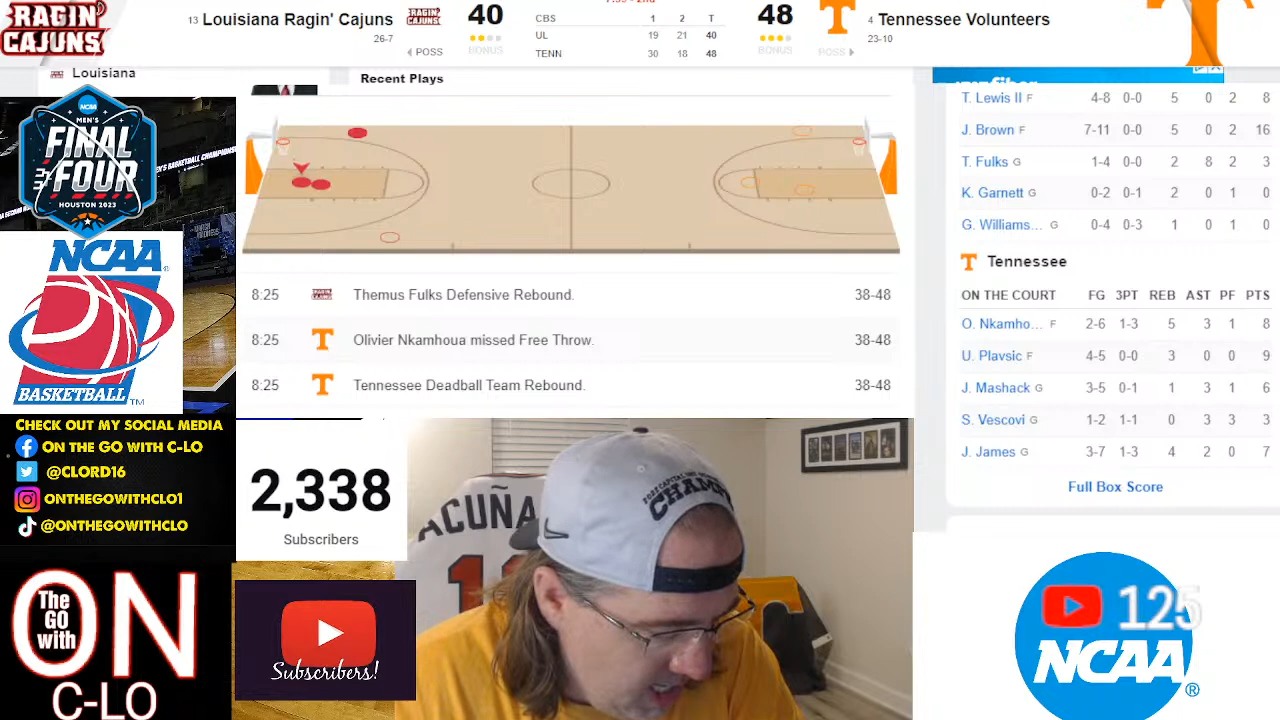 RAGIN'
CAJUNS
13 Louisiana Ragin' Cajuns
26-7
RAGIN'
CAJUNS
POSS
40
BONUS
CBS 1 2 T
UL 19 21 40
TENN 30 18 48
48
BONUS
POSS
4 Tennessee Volunteers
23-10
Louisiana
Recent Plays
8:25 Themus Fulks Defensive Rebound. 38-48
8:25 Olivier Nkamhoua missed Free Throw. 38-48
8:25 Tennessee Deadball Team Rebound. 38-48
T. Lewis II F 4-8 0-0 5 0 2 8
J. Brown F 7-11 0-0 5 0 2 16
T. Fulks G 1-4 0-0 2 8 2 3
K. Garnett G 0-2 0-1 2 0 1 0
G. Williams... G 0-4 0-3 1 0 1 0
Tennessee
ON THE COURT FG 3PT REB AST PF PTS
O. Nkamho... F 2-6 1-3 5 3 1 8
U. Plavsic F 4-5 0-0 3 0 0 9
J. Mashack G 3-5 0-1 1 3 1 6
S. Vescovi G 1-2 1-1 0 3 3 3
J. James G 3-7 1-3 4 2 0 7
Full Box Score
NCAA
MEN'S
FINAL
FOUR
HOUSTON 2023
NCAA
BASKETBALL
TM
CHECK OUT MY SOCIAL MEDIA
ON THE GO WITH C-LO
@CLORD16
ONTHEGOWITHCLO1
@ONTHEGOWITHCLO
2,338
Subscribers
Subscribers!
The
GO
with
ON
C-LO
ACUÑA
CHAMP
125
NCAA
®